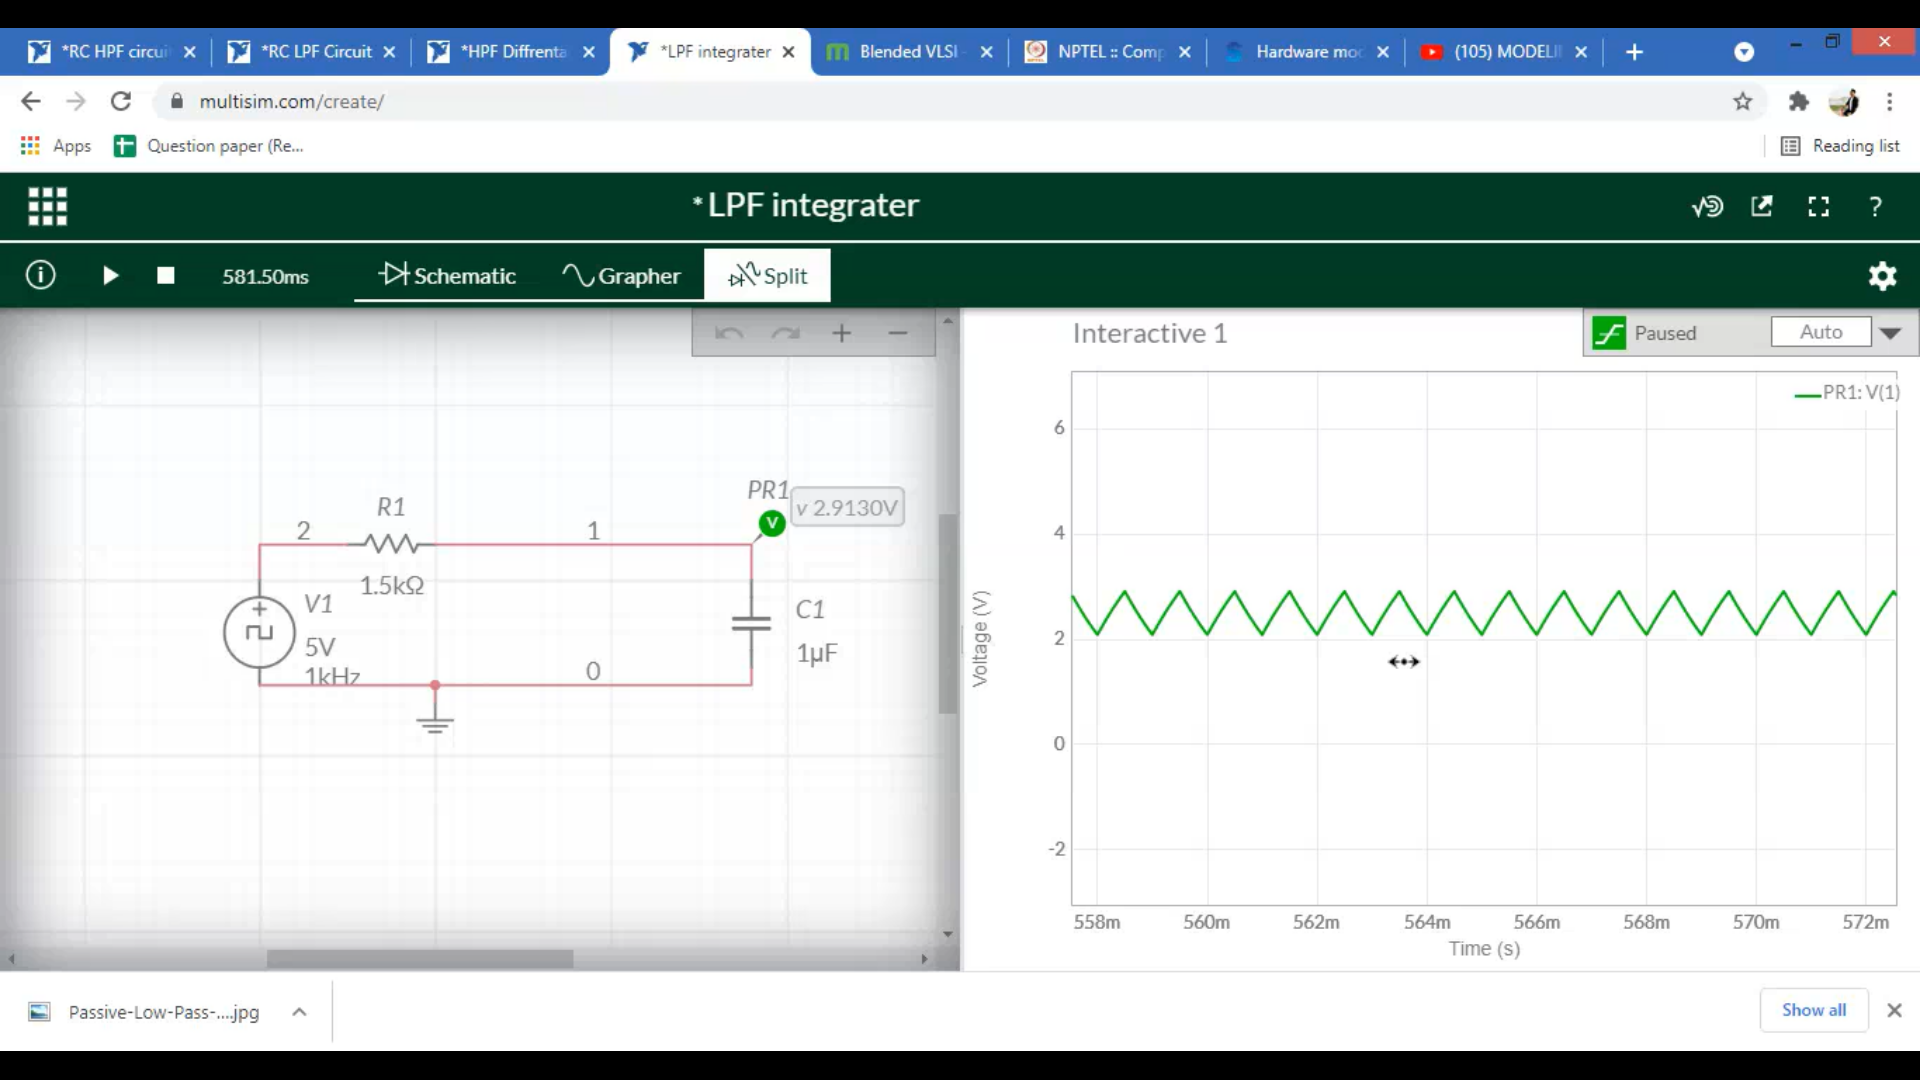 *RC HPF circui
*RC LPF Circuit
*HPF Diffrenta
*LPF integrater
Blended VLSI -
NPTEL :: Comp
Hardware mod
(105) MODELI
multisim.com/create/
Apps
Question paper (Re...
Reading list
* LPF integrater
?
581.50ms
Schematic
Grapher
Split
Interactive 1
Paused
Auto
PR1: V(1)
R1
2
1
1.5kΩ
PR1
V
v 2.9130V
V1
5V
1kHz
C1
1µF
0
Voltage (V)
6
4
2
0
-2
558m
560m
562m
564m
566m
568m
570m
572m
Time (s)
Passive-Low-Pass-....jpg
Show all